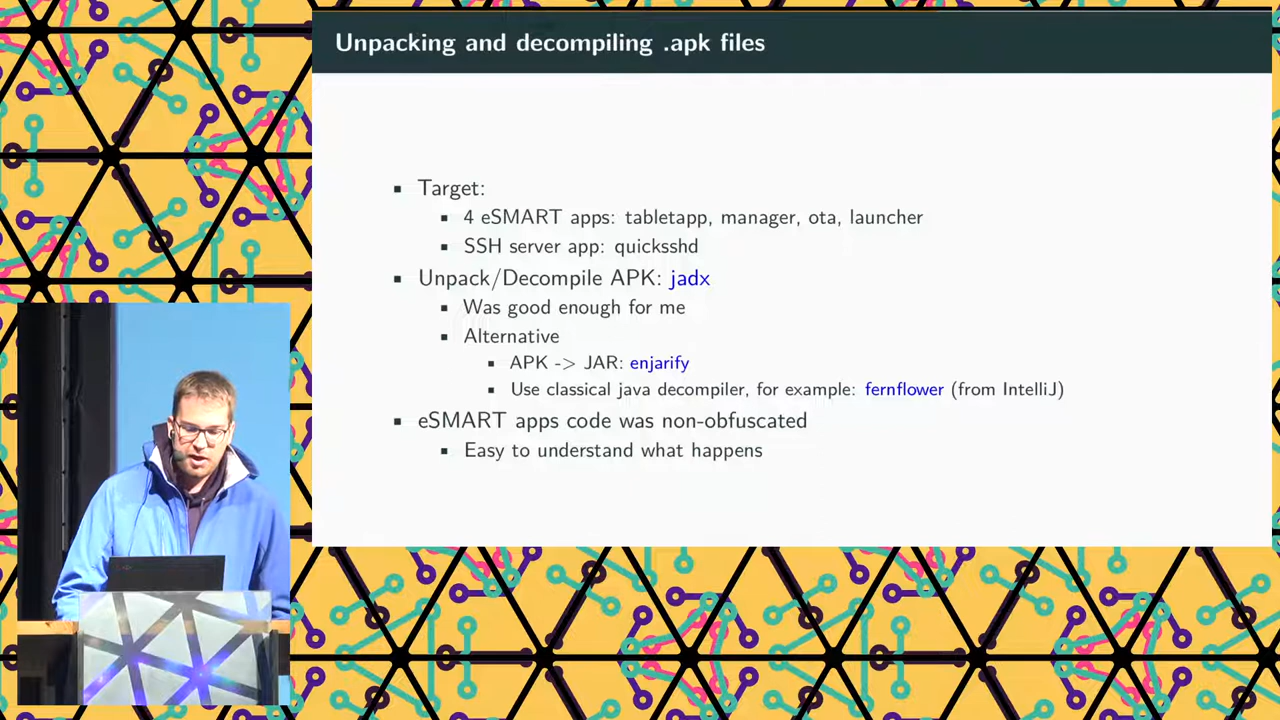 Unpacking and decompiling .apk files
Target:
4 eSMART apps: tabletapp, manager, ota, launcher
SSH server app: quicksshd
Unpack/Decompile APK: jadx
Was good enough for me
Alternative
APK -> JAR: enjarify
Use classical java decompiler, for example: fernflower (from IntelliJ)
eSMART apps code was non-obfuscated
Easy to understand what happens